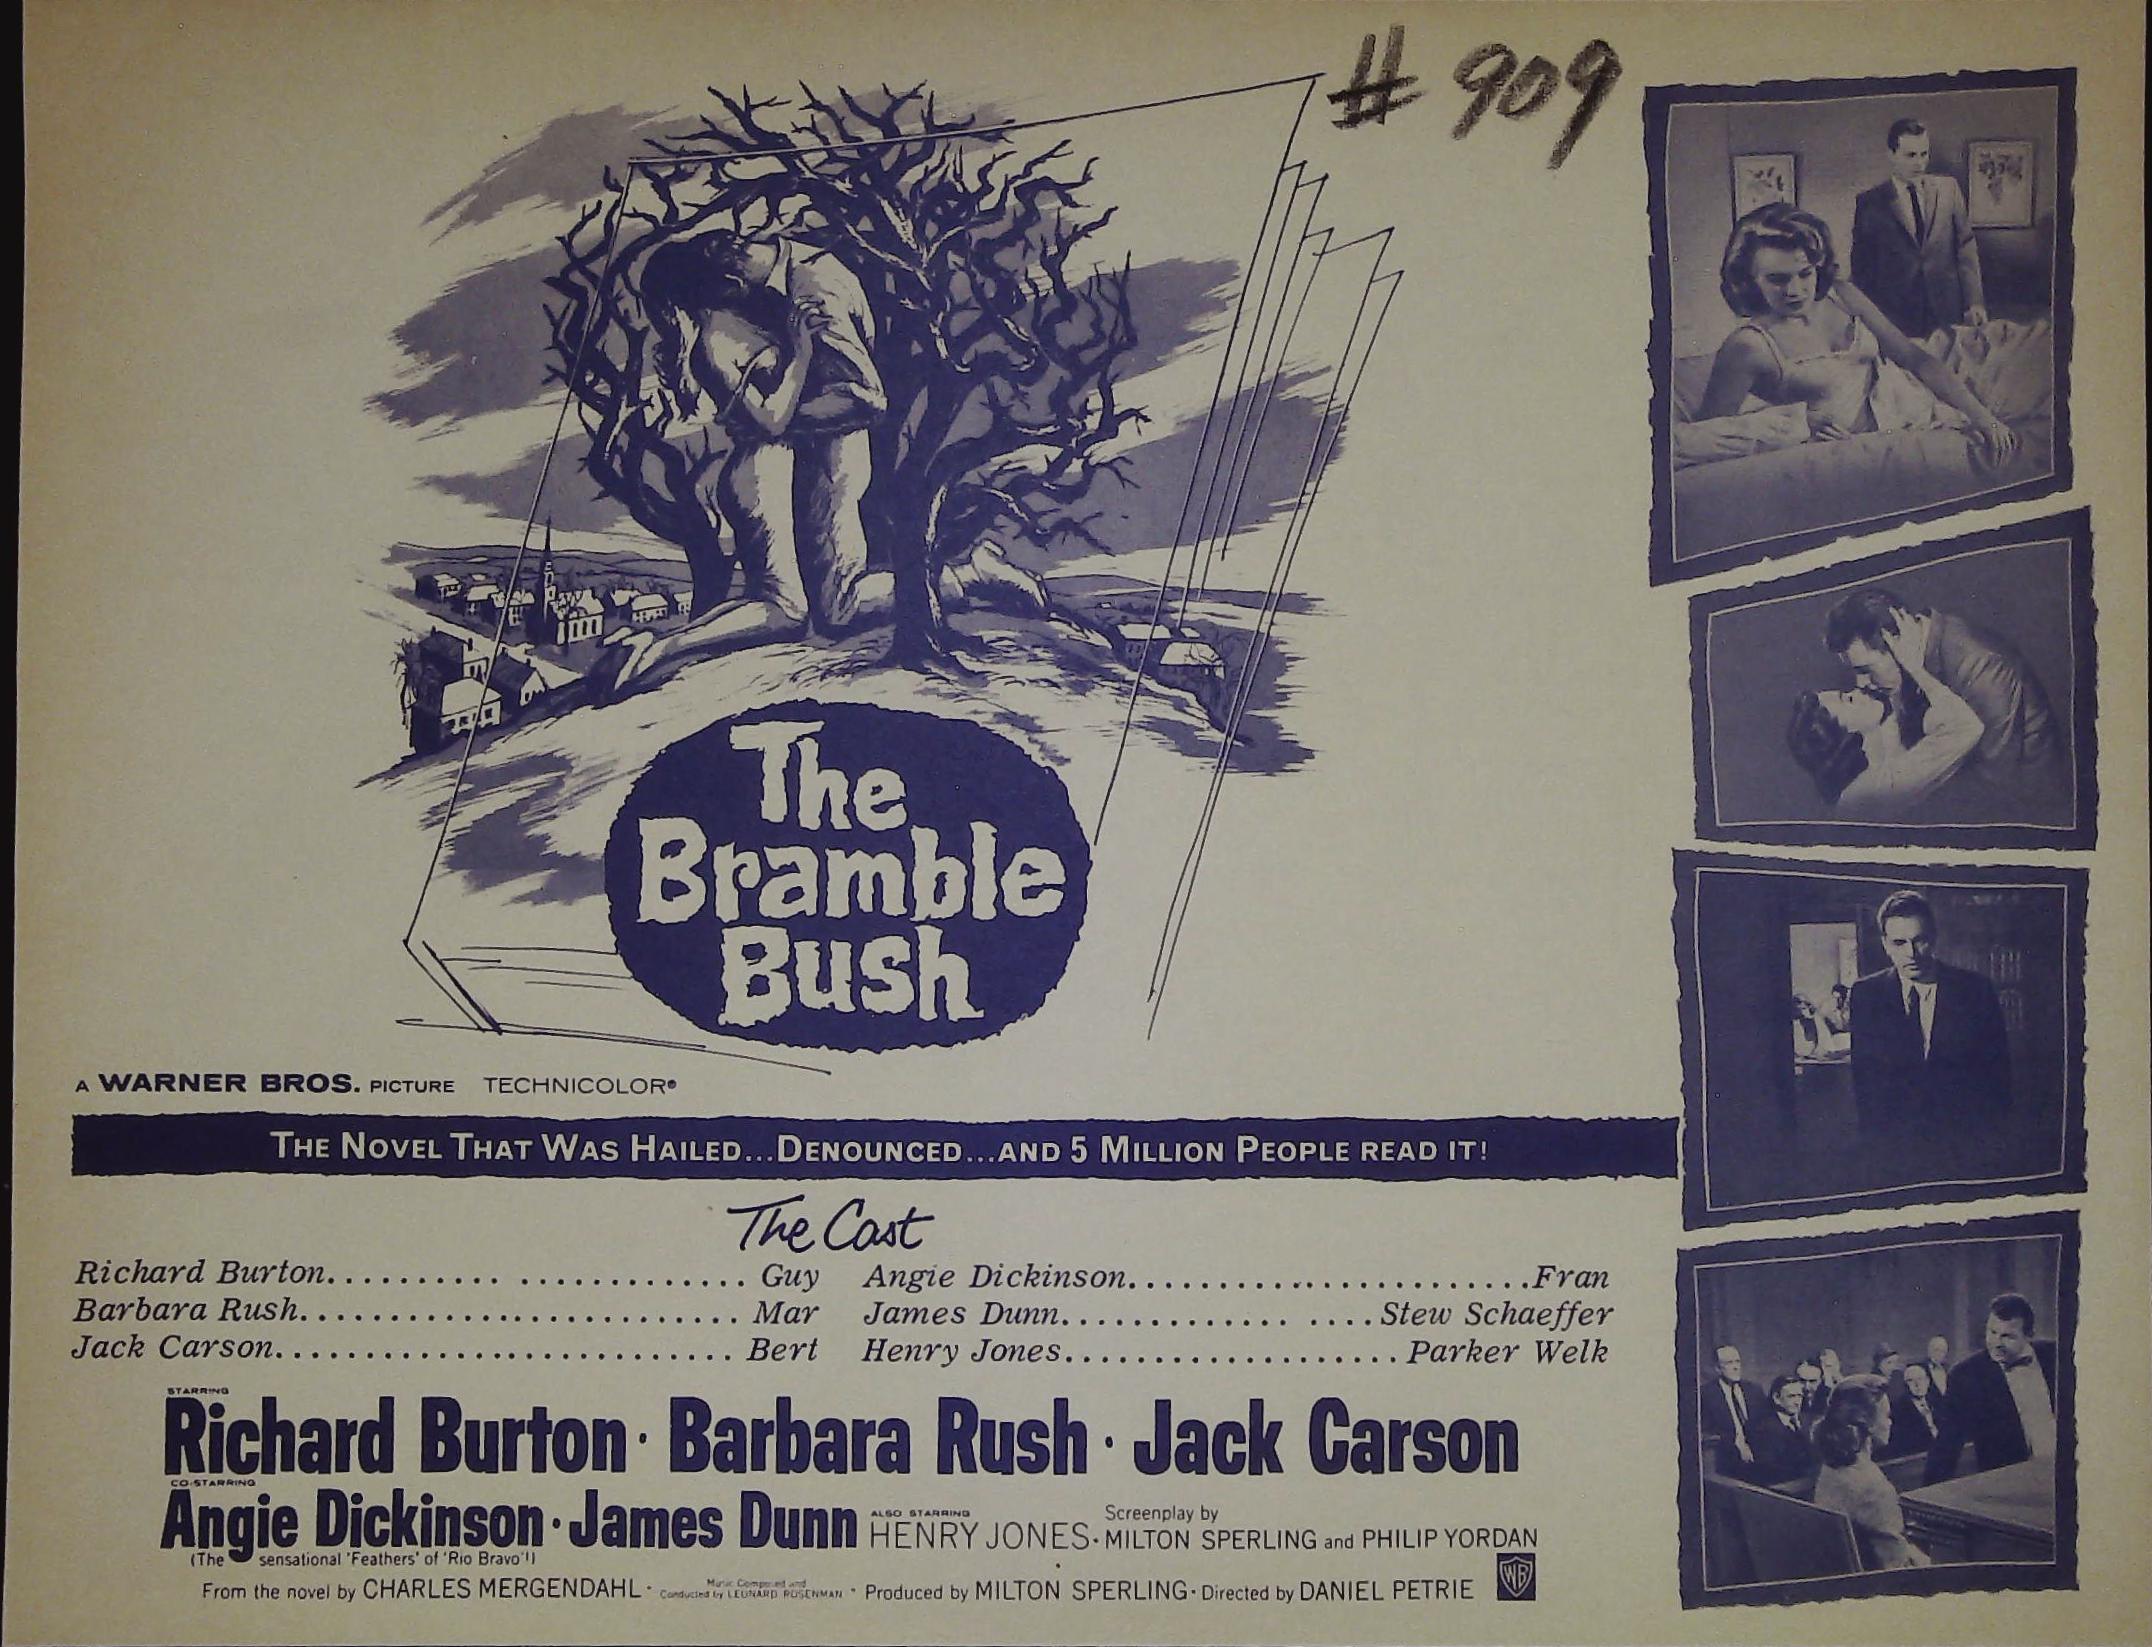 # 909
The
Bramble
Bush
A WARNER BROS. PICTURE TECHNICOLOR®
THE NOVEL THAT WAS HAILED...DENOUNCED...AND 5 MILLION PEOPLE READ IT!
The Cast
Richard Burton.......... ............. Guy Angie Dickinson.......................Fran
Barbara Rush......................... Mar James Dunn............. ....Stew Schaeffer
Jack Carson.......................... Bert Henry Jones................... Parker Welk
STARRING
Richard Burton · Barbara Rush · Jack Carson
CO-STARRING
Angie Dickinson · James Dunn ALSO STARRING HENRY JONES · Screenplay by MILTON SPERLING and PHILIP YORDAN
(The sensational 'Feathers' of 'Rio Bravo'!)
From the novel by CHARLES MERGENDAHL · Music Composed and Conducted by LEONARD ROSENMAN · Produced by MILTON SPERLING · Directed by DANIEL PETRIE
WB